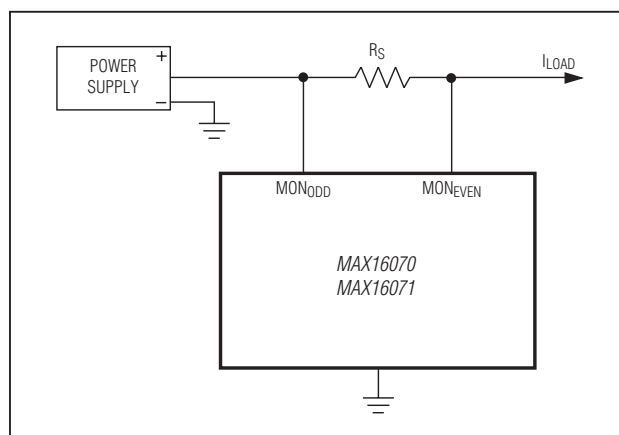 POWER
SUPPLY
+
−
RS
ILOAD
MONODD
MONEVEN
MAX16070
MAX16071